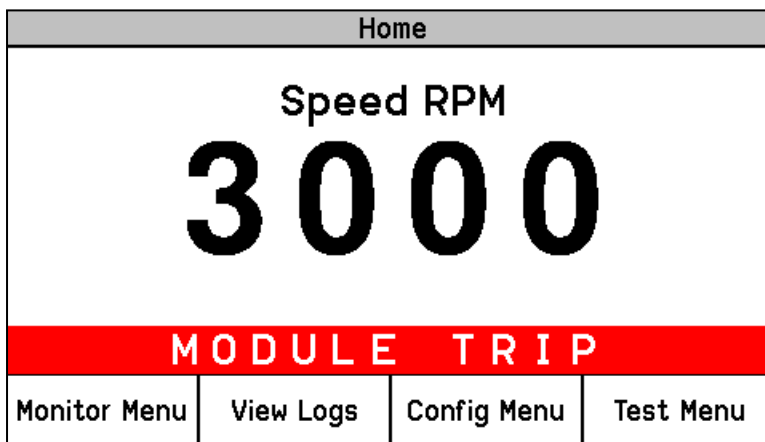 Home
Speed RPM
3000
MODULE TRIP
Monitor Menu View Logs Config Menu Test Menu